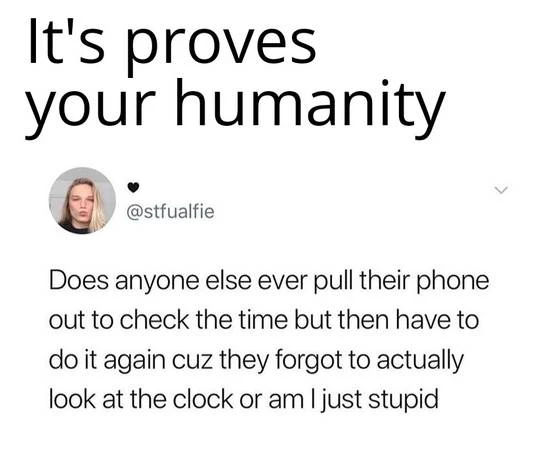 It's proves
your humanity
🖤
@stfualfie
Does anyone else ever pull their phone
out to check the time but then have to
do it again cuz they forgot to actually
look at the clock or am I just stupid